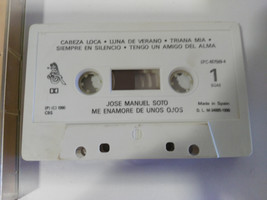 CABEZA LOCA • LUNA DE VERANO • TRIANA MIA •
SIEMPRE EN SILENCIO • TENGO UN AMIGO DEL ALMA
1
JOSE MANUEL SOTO
ME ENAMORE DE UNOS OJOS
Made in Spain
CBS